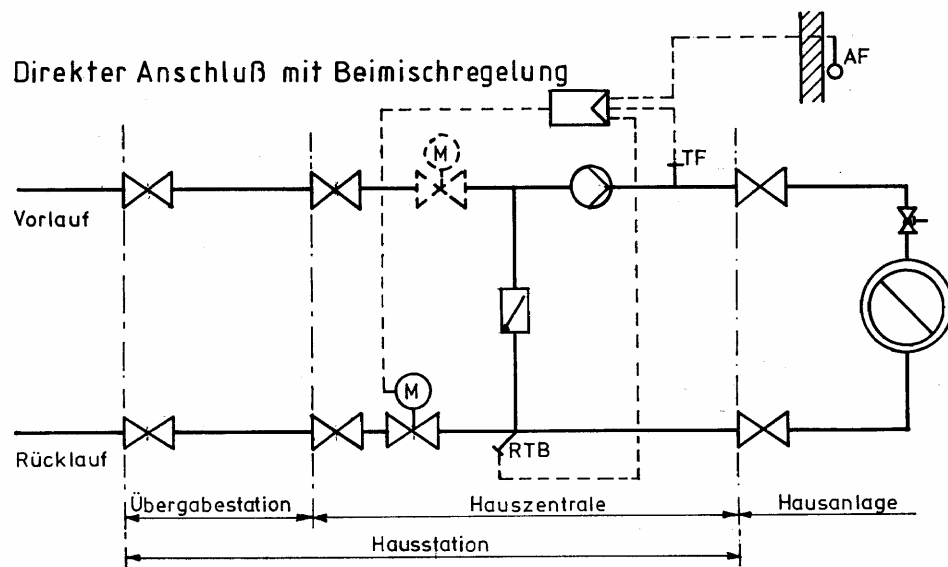 Direkter Anschluß mit Beimischregelung
AF
M
TF
Vorlauf
M
RTB
Rücklauf
Übergabestation
Hauszentrale
Hausanlage
Hausstation